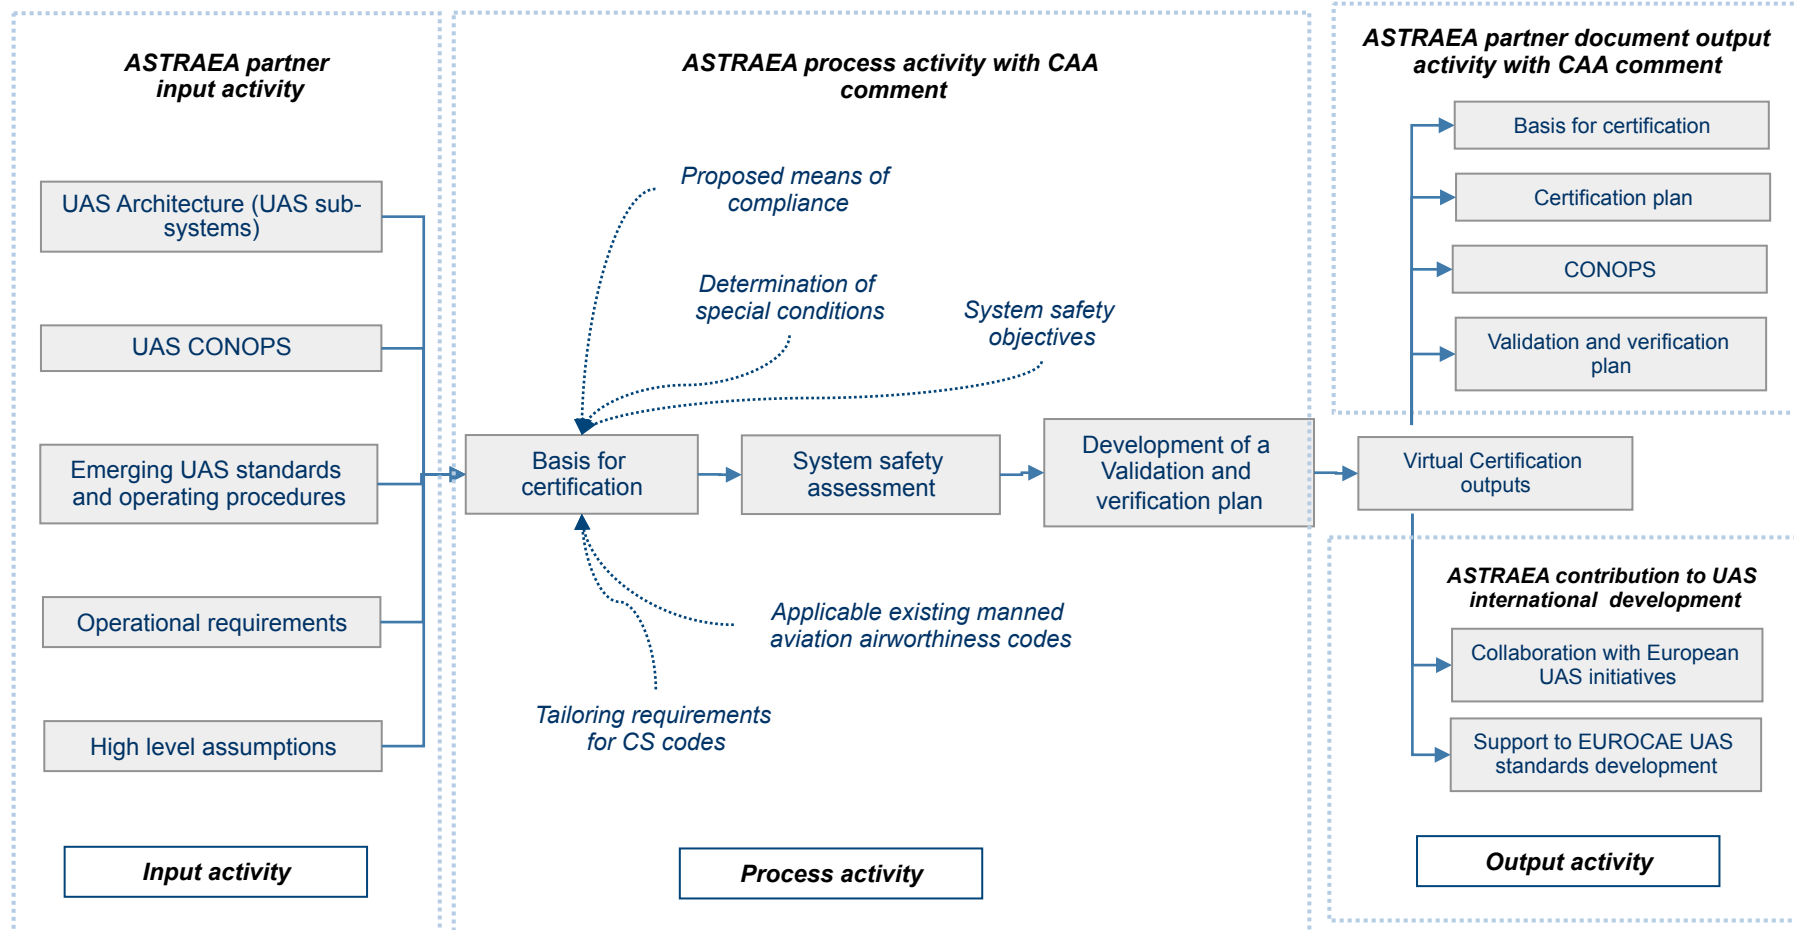 ASTRAEA partner
input activity
UAS Architecture (UAS sub-
systems)
UAS CONOPS
Emerging UAS standards
and operating procedures
Operational requirements
High level assumptions
Input activity
ASTRAEA process activity with CAA
comment
Proposed means of
compliance
Determination of
special conditions
System safety
objectives
Basis for
certification
System safety
assessment
Development of a
Validation and
verification plan
Applicable existing manned
aviation airworthiness codes
Tailoring requirements
for CS codes
Process activity
ASTRAEA partner document output
activity with CAA comment
Basis for certification
Certification plan
CONOPS
Validation and verification
plan
Virtual Certification
outputs
ASTRAEA contribution to UAS
international development
Collaboration with European
UAS initiatives
Support to EUROCAE UAS
standards development
Output activity